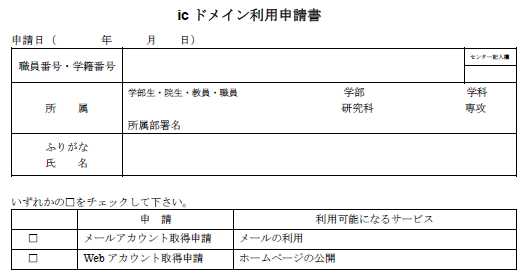 ic ドメイン利用申請書
申請日（　　　　年　　　月　　日）
職員番号・学籍番号
センター記入欄
学部生・院生・教員・職員　　　学部　　　学科
所　属　　　研究科　　　専攻
所属部署名
ふりがな
氏　名
いずれかの□をチェックして下さい。
申　請　　　利用可能になるサービス
□　メールアカウント取得申請　メールの利用
□　Web アカウント取得申請　ホームページの公開